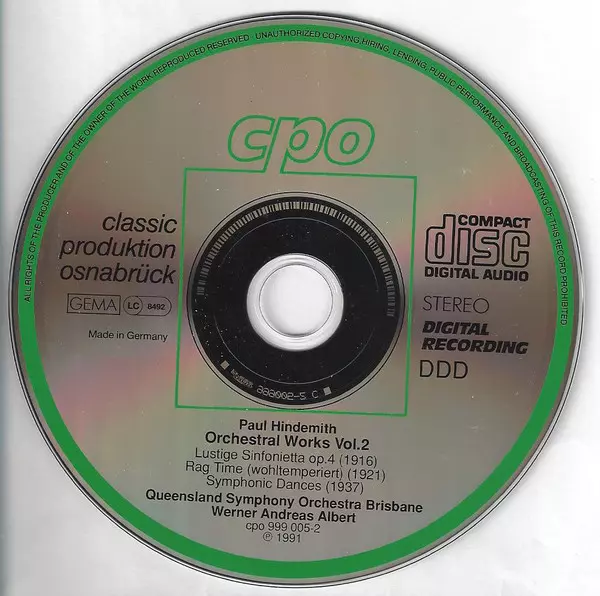 ALL RIGHTS OF THE PRODUCER AND OF THE OWNER OF THE WORK REPRODUCED RESERVED · UNAUTHORIZED COPYING, HIRING, LENDING, PUBLIC PERFORMANCE AND BROADCASTING OF THIS RECORD PROHIBITED
cpo
classic
produktion
osnabrück
GEMA LC 8492
Made in Germany
COMPACT
disc
DIGITAL AUDIO
STEREO
DIGITAL
RECORDING
DDD
Paul Hindemith
Orchestral Works Vol.2
Lustige Sinfonietta op.4 (1916)
Rag Time (wohltemperiert) (1921)
Symphonic Dances (1937)
Queensland Symphony Orchestra Brisbane
Werner Andreas Albert
cpo 999 005-2
℗ 1991